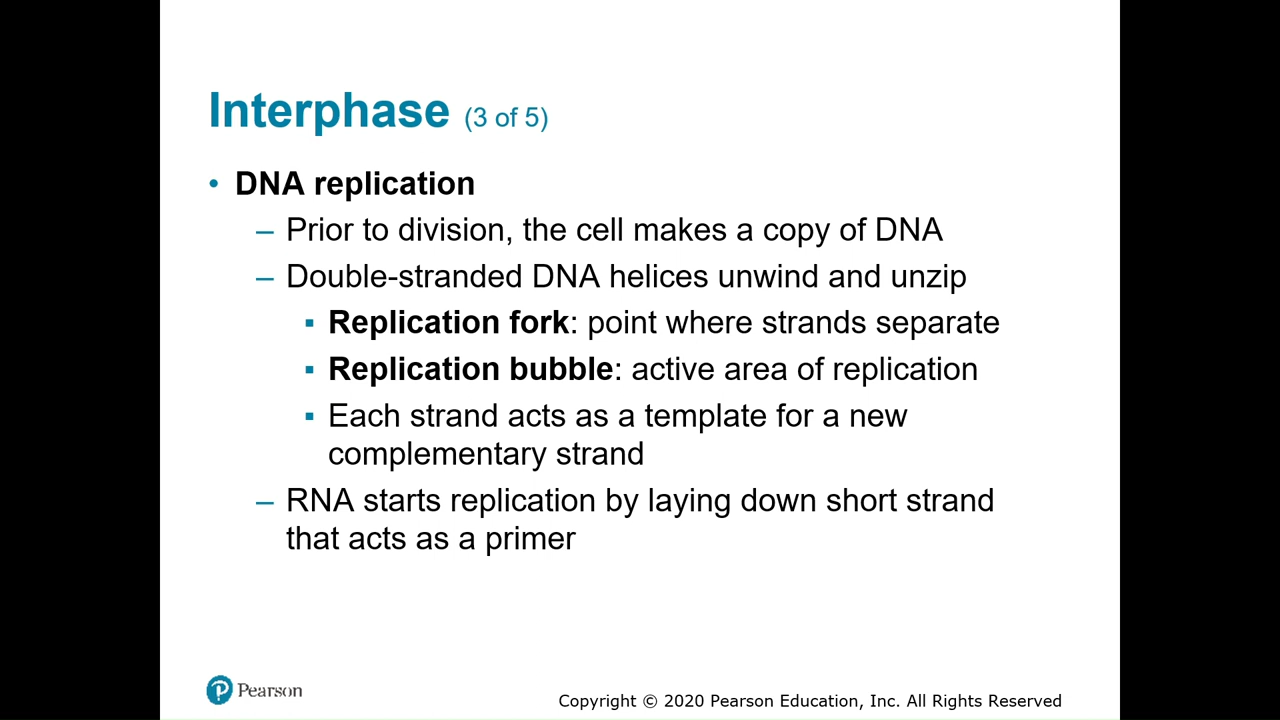 Interphase (3 of 5)
• DNA replication
– Prior to division, the cell makes a copy of DNA
– Double-stranded DNA helices unwind and unzip
▪ Replication fork: point where strands separate
▪ Replication bubble: active area of replication
▪ Each strand acts as a template for a new
complementary strand
– RNA starts replication by laying down short strand
that acts as a primer
P Pearson
Copyright © 2020 Pearson Education, Inc. All Rights Reserved